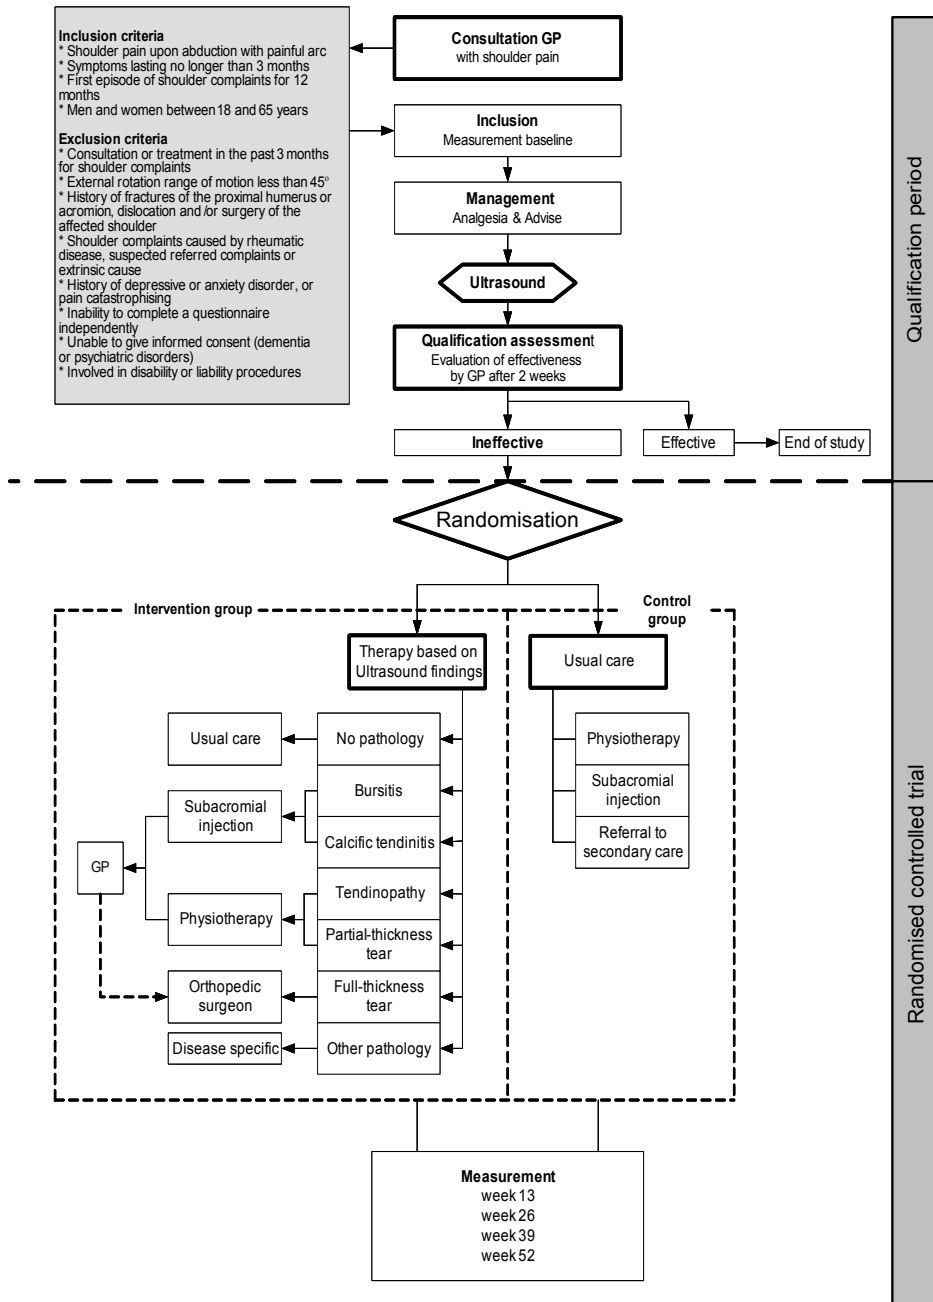 Consultation GP
with shoulder pain
Inclusion criteria
* Shoulder pain upon abduction with painful arc
* Symptoms lasting no longer than 3 months
* First episode of shoulder complaints for 12
months
* Men and women between 18 and 65 years
Exclusion criteria
* Consultation or treatment in the past 3 months
for shoulder complaints
* External rotation range of motion less than 45º
* History of fractures of the proximal humerus or
acromion, dislocation and /or surgery of the
affected shoulder
* Shoulder complaints caused by rheumatic
disease, suspected referred complaints or
extrinsic cause
* History of depressive or anxiety disorder, or
pain catastrophising
* Inability to complete a questionnaire
independently
* Unable to give informed consent (dementia
or psychiatric disorders)
* Involved in disability or liability procedures
Inclusion
Measurement baseline
Management
Analgesia & Advise
Ultrasound
Qualification assessment
Evaluation of effectiveness
by GP after 2 weeks
Ineffective
Effective
End of study
Qualification period
Randomisation
Intervention group
Control
group
Therapy based on
Ultrasound findings
Usual care
Usual care
No pathology
Physiotherapy
Subacromial
injection
Bursitis
Subacromial
injection
Calcific tendinitis
Referral to
secondary care
GP
Tendinopathy
Physiotherapy
Partial-thickness
tear
Orthopedic
surgeon
Full-thickness
tear
Disease specific
Other pathology
Randomised controlled trial
Measurement
week 13
week 26
week 39
week 52